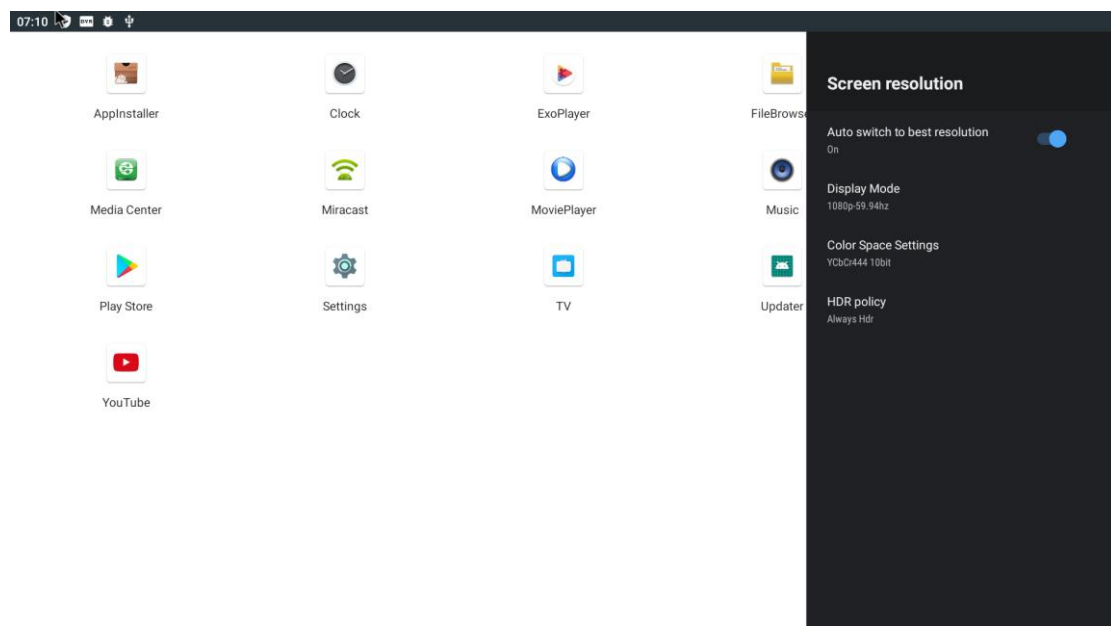 07:10
DVR
AppInstaller
Clock
ExoPlayer
FileBrowse
Media Center
Miracast
MoviePlayer
Music
Play Store
Settings
TV
Updater
YouTube
Screen resolution
Auto switch to best resolution
On
Display Mode
1080p-59.94hz
Color Space Settings
YCbCr444 10bit
HDR policy
Always Hdr